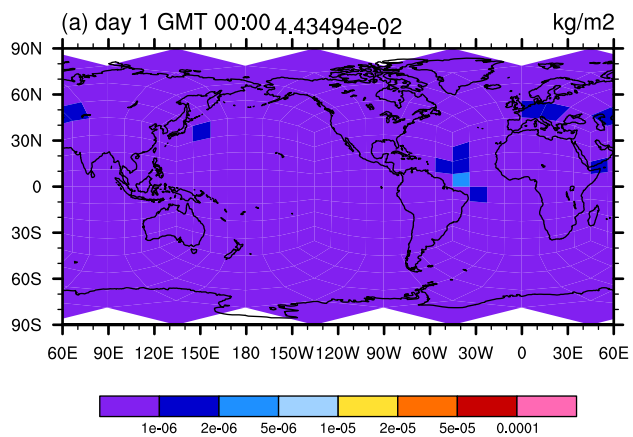 (a) day 1 GMT 00:00 4.43494e-02 kg/m2
90N
60N
30N
0
30S
60S
90S
60E 90E 120E 150E 180 150W 120W 90W 60W 30W 0 30E 60E
1e-06 2e-06 5e-06 1e-05 2e-05 5e-05 0.0001